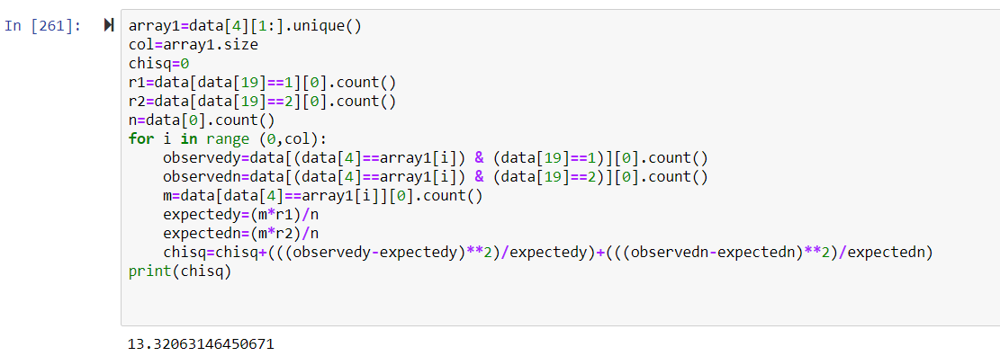 In [261]:
array1=data[4][1:].unique()
col=array1.size
chisq=0
r1=data[data[19]==1][0].count()
r2=data[data[19]==2][0].count()
n=data[0].count()
for i in range (0,col):
    observedy=data[(data[4]==array1[i]) & (data[19]==1)][0].count()
    observedn=data[(data[4]==array1[i]) & (data[19]==2)][0].count()
    m=data[data[4]==array1[i]][0].count()
    expectedy=(m*r1)/n
    expectedn=(m*r2)/n
    chisq=chisq+(((observedy-expectedy)**2)/expectedy)+(((observedn-expectedn)**2)/expectedn)
print(chisq)
13.32063146450671